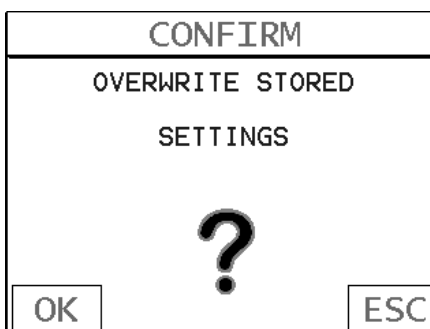 CONFIRM
OVERWRITE STORED
SETTINGS
?
OK ESC